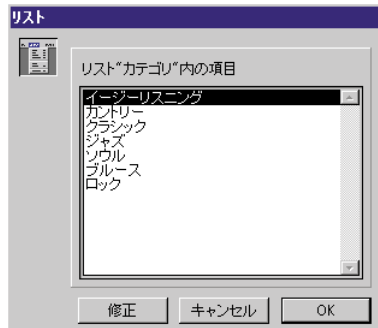 リスト
リスト“カテゴリ”内の項目
イージーリスニング
カントリー
クラシック
ジャズ
ソウル
ブルース
ロック
修正
キャンセル
OK